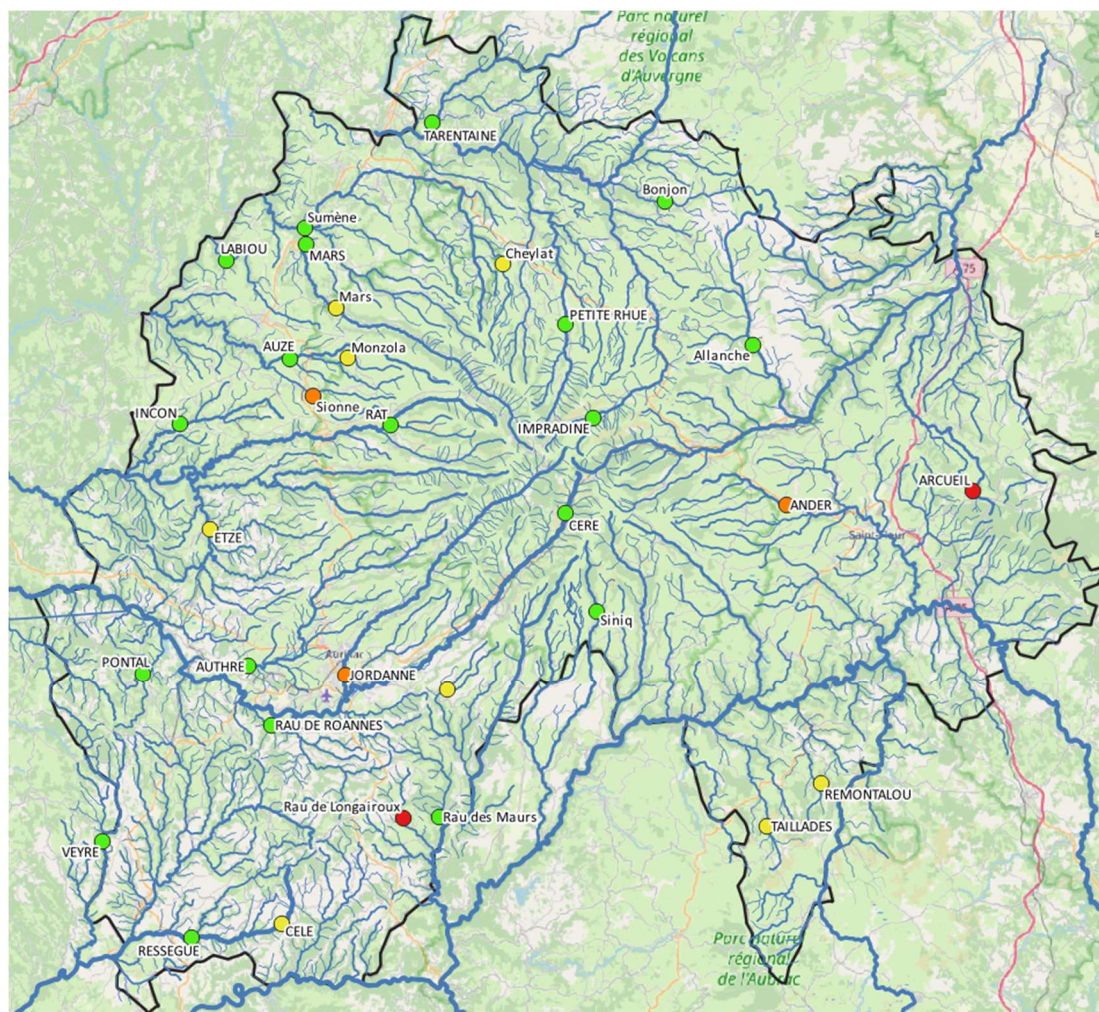 Parc naturel
régional
des Volcans
d'Auvergne
TARENTAINE
Bonjon
Sumène
LABIOU
MARS
Cheylat
A 75
Mars
PETITE RHUE
AUZE
Monzola
Allanche
Sionne
INCON
RAT
IMPRADINE
ARCUEIL
ANDER
CERE
ETZE
Saint-Flour
Siniq
Aurillac
PONTAL
AUTHRE
JORDANNE
RAU DE ROANNES
REMONTALOU
Rau de Longairoux
Rau des Maurs
TAILLADES
VEYRE
CELE
RESSEGUE
Parc naturel
régional
de l'Aubrac